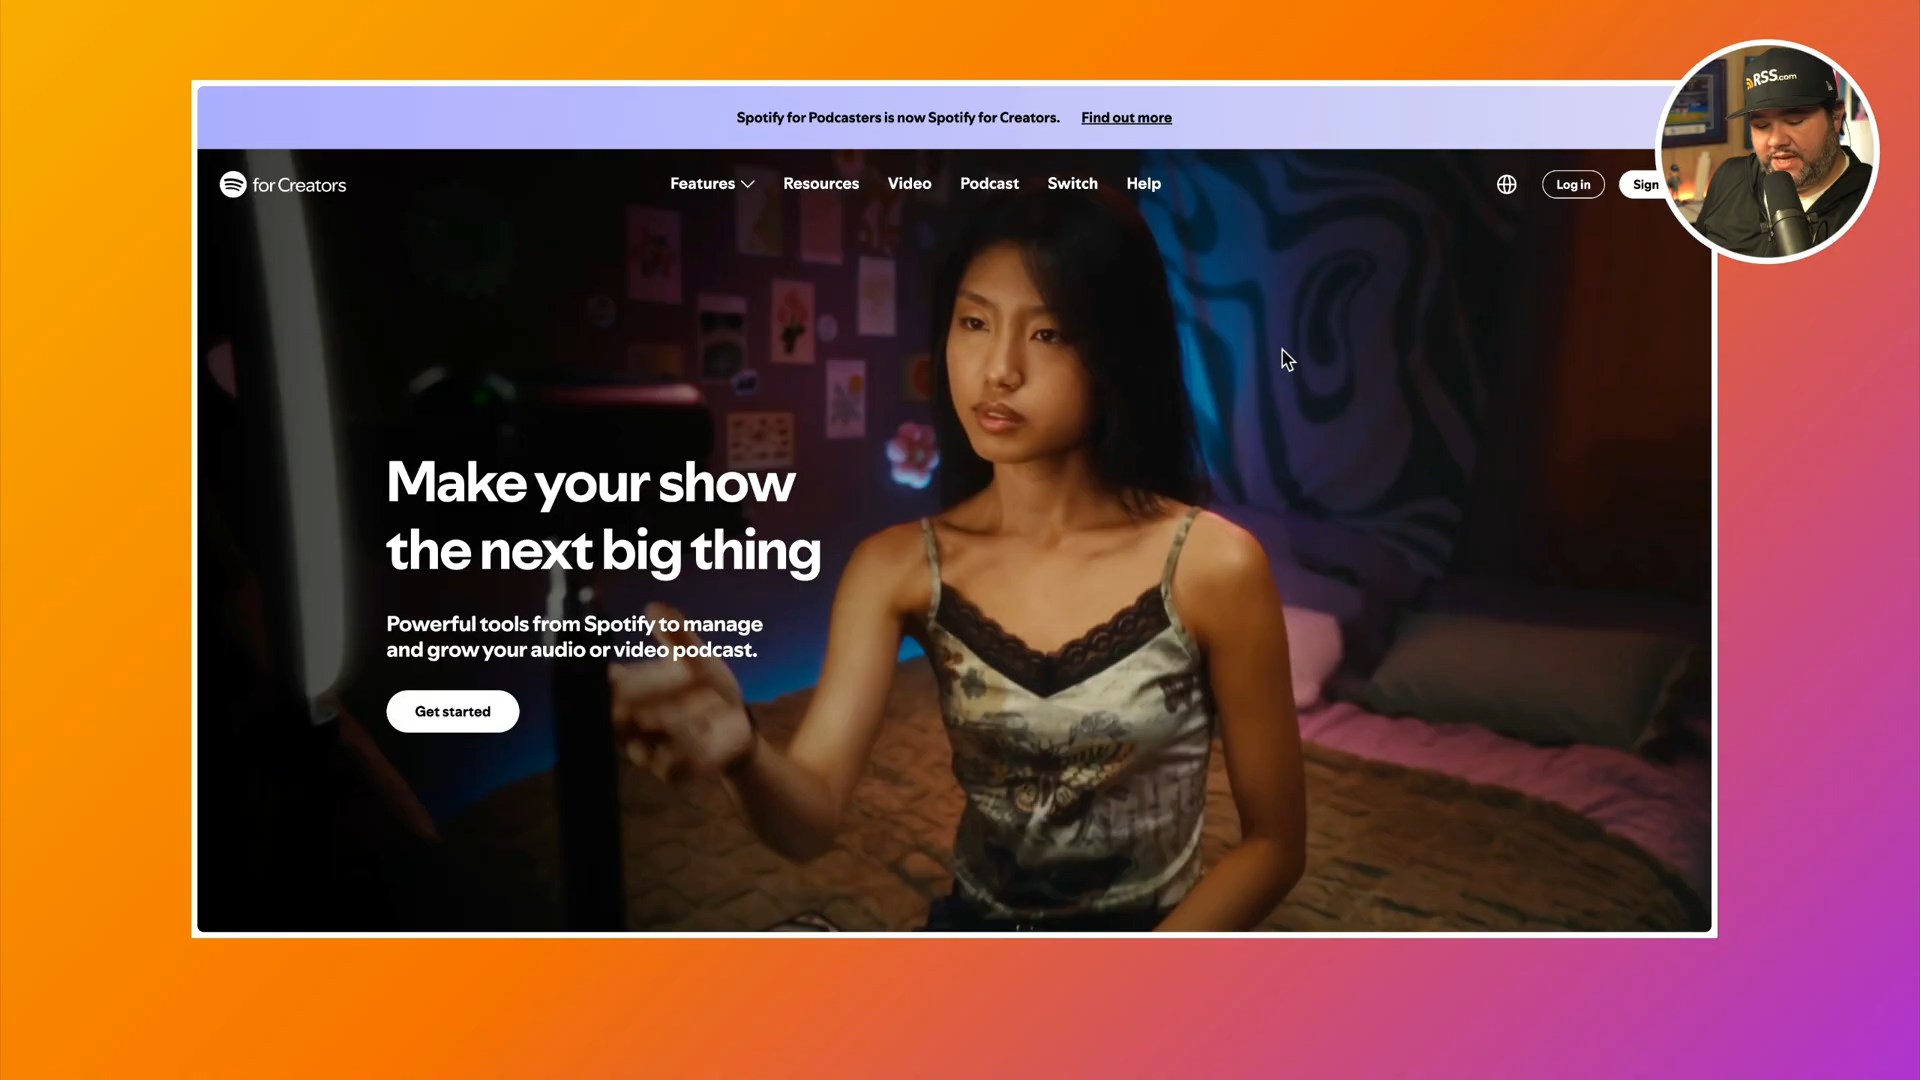 Spotify for Podcasters is now Spotify for Creators. Find out more
for Creators Features Resources Video Podcast Switch Help Log in Sign
RSS.com
Make your show
the next big thing
Powerful tools from Spotify to manage
and grow your audio or video podcast.
Get started